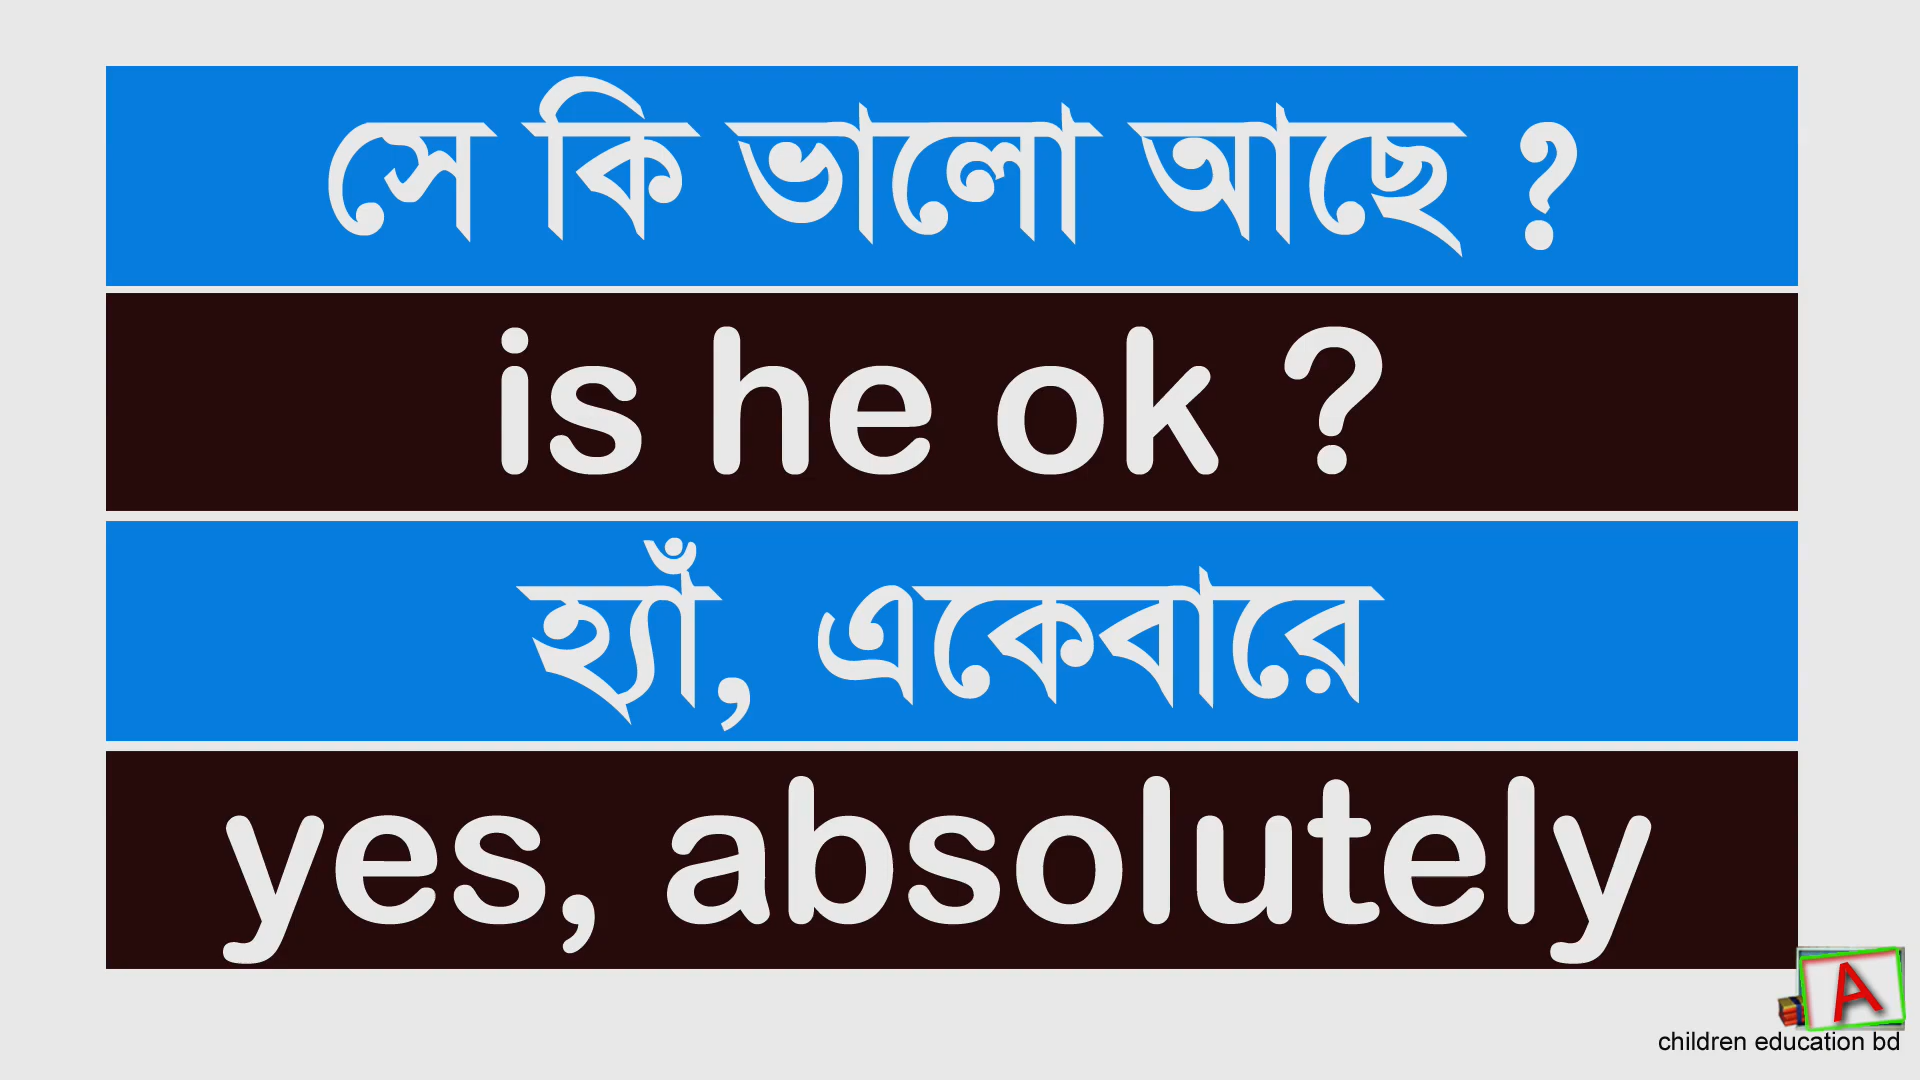 সে কি ভালো আছে ?
is he ok ?
হ্যাঁ, একেবারে
yes, absolutely
A
children education bd